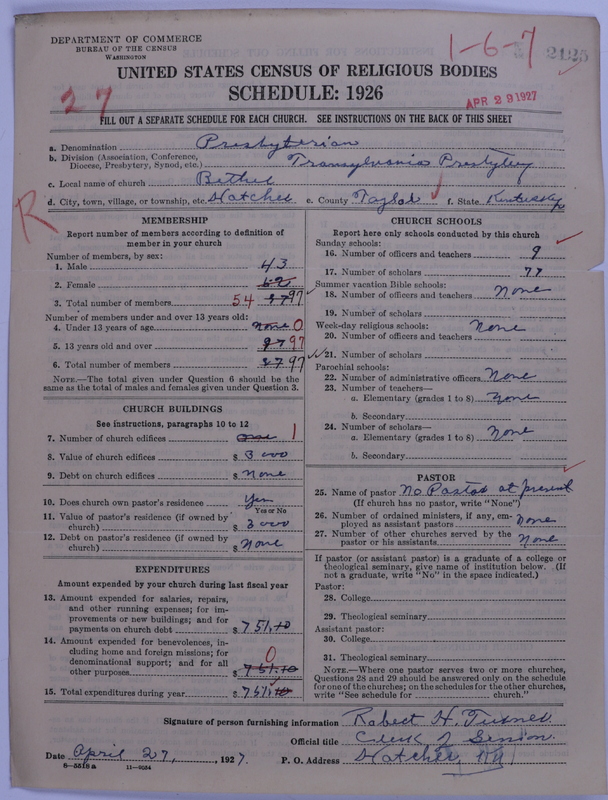 DEPARTMENT OF COMMERCE
BUREAU OF THE CENSUS
WASHINGTON
1-6-7
2425
UNITED STATES CENSUS OF RELIGIOUS BODIES
SCHEDULE: 1926
27
APR 29 1927
FILL OUT A SEPARATE SCHEDULE FOR EACH CHURCH. SEE INSTRUCTIONS ON THE BACK OF THIS SHEET
a. Denomination Presbyterian
b. Division (Association, Conference, Diocese, Presbytery, Synod, etc.) Transylvania Presbytery
c. Local name of church Bethel
d. City, town, village, or township, etc. Hatcher e. County Taylor f. State Kentucky
R
MEMBERSHIP
Report number of members according to definition of
member in your church
Number of members, by sex:
1. Male 43
2. Female
3. Total number of members 54 97
Number of members under and over 13 years old:
4. Under 13 years of age None 0
5. 13 years old and over 97
6. Total number of members 97
NOTE.—The total given under Question 6 should be
same as the total of males and females given under Question 3.
CHURCH BUILDINGS
See instructions, paragraphs 10 to 12
7. Number of church edifices One 1
8. Value of church edifices $ 3000
9. Debt on church edifices $ None
10. Does church own pastor's residence Yes
Yes or No
11. Value of pastor's residence (if owned by
church) $ 3000
12. Debt on pastor's residence (if owned by
church) $ None
EXPENDITURES
Amount expended by your church during last fiscal year
13. Amount expended for salaries, repairs,
and other running expenses; for im-
provements or new buildings; and for
payments on church debt $ 751.10
14. Amount expended for benevolences, in-
cluding home and foreign missions; for
denominational support; and for all
other purposes $ 751.10 0
15. Total expenditures during year $ 751.10
CHURCH SCHOOLS
Report here only schools conducted by this church
Sunday schools:
16. Number of officers and teachers 9
17. Number of scholars 77
Summer vacation Bible schools:
18. Number of officers and teachers None
19. Number of scholars
Week-day religious schools: None
20. Number of officers and teachers
21. Number of scholars
Parochial schools:
22. Number of administrative officers None
23. Number of teachers—
a. Elementary (grades 1 to 8) None
b. Secondary
24. Number of scholars—
a. Elementary (grades 1 to 8) None
b. Secondary
PASTOR
25. Name of pastor No Pastor at present
(If church has no pastor, write "None")
26. Number of ordained ministers, if any, em-
ployed as assistant pastors None
27. Number of other churches served by the
pastor or his assistants None
If pastor (or assistant pastor) is a graduate of a college or
theological seminary, give name of institution below. (If
not a graduate, write "No" in the space indicated.)
Pastor:
28. College
29. Theological seminary
Assistant pastor:
30. College
31. Theological seminary
NOTE.—Where one pastor serves two or more churches,
Questions 28 and 29 should be answered only on the schedule
for one of the churches; on the schedules for the other churches,
write "See schedule for church."
Signature of person furnishing information Robert H. Turner
Official title Clerk of Session
Date April 27, 1927. P. O. Address Hatcher Ky
8-5518a 11-9554